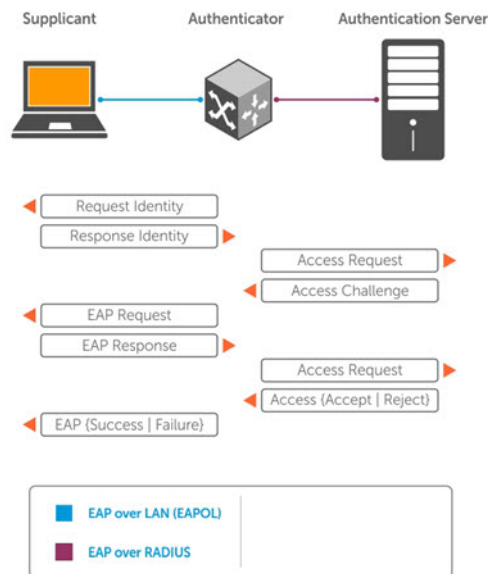 Supplicant
Authenticator
Authentication Server
Request Identity
Response Identity
Access Request
Access Challenge
EAP Request
EAP Response
Access Request
Access {Accept | Reject}
EAP {Success | Failure}
EAP over LAN (EAPOL)
EAP over RADIUS